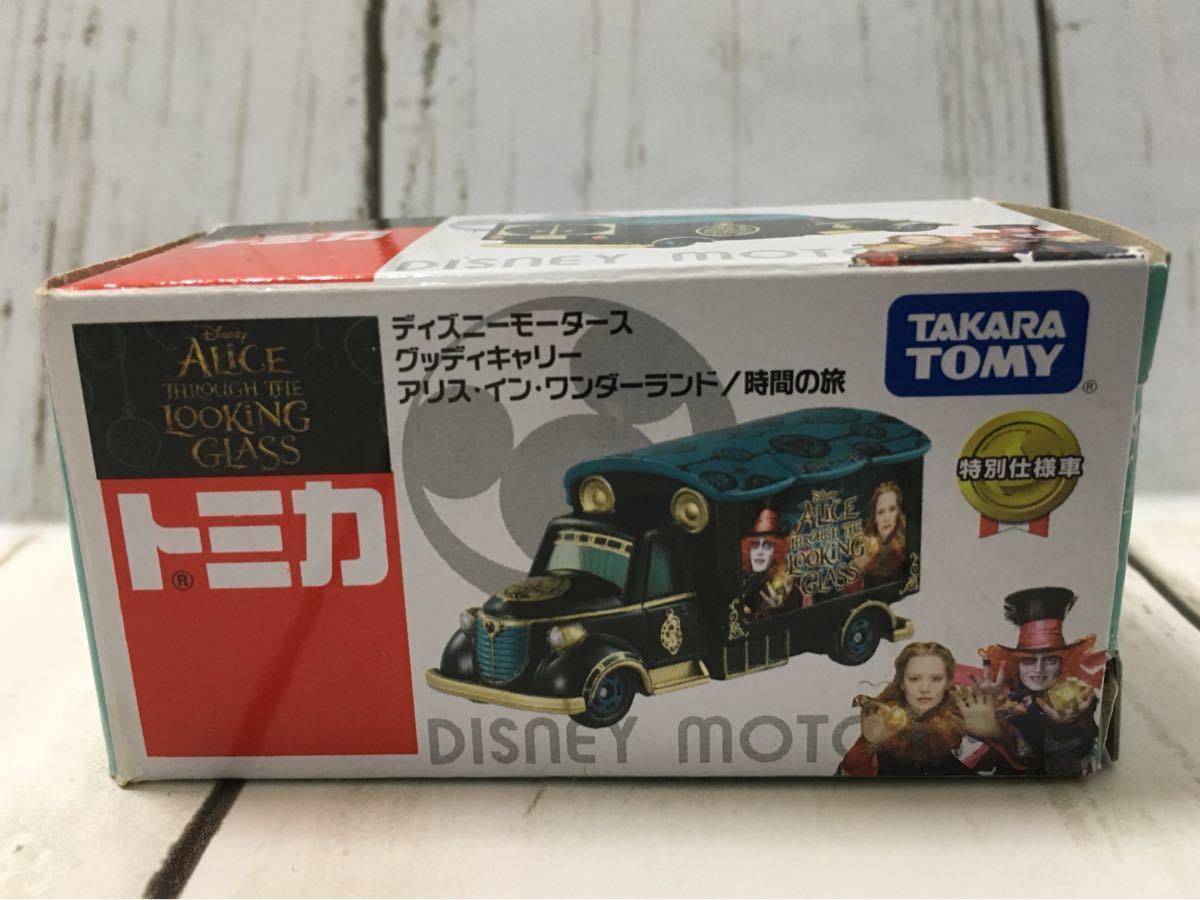 トミカ
DISNEY MOTO
Disney
ALICE
THROUGH THE
LOOKING
GLASS
トミカ
®
ディズニーモータース
グッディキャリー
アリス・イン・ワンダーランド/時間の旅
TAKARA
TOMY
®
特別仕様車
Disney
ALICE
THROUGH THE
LOOKING
GLASS
DISNEY MOTO